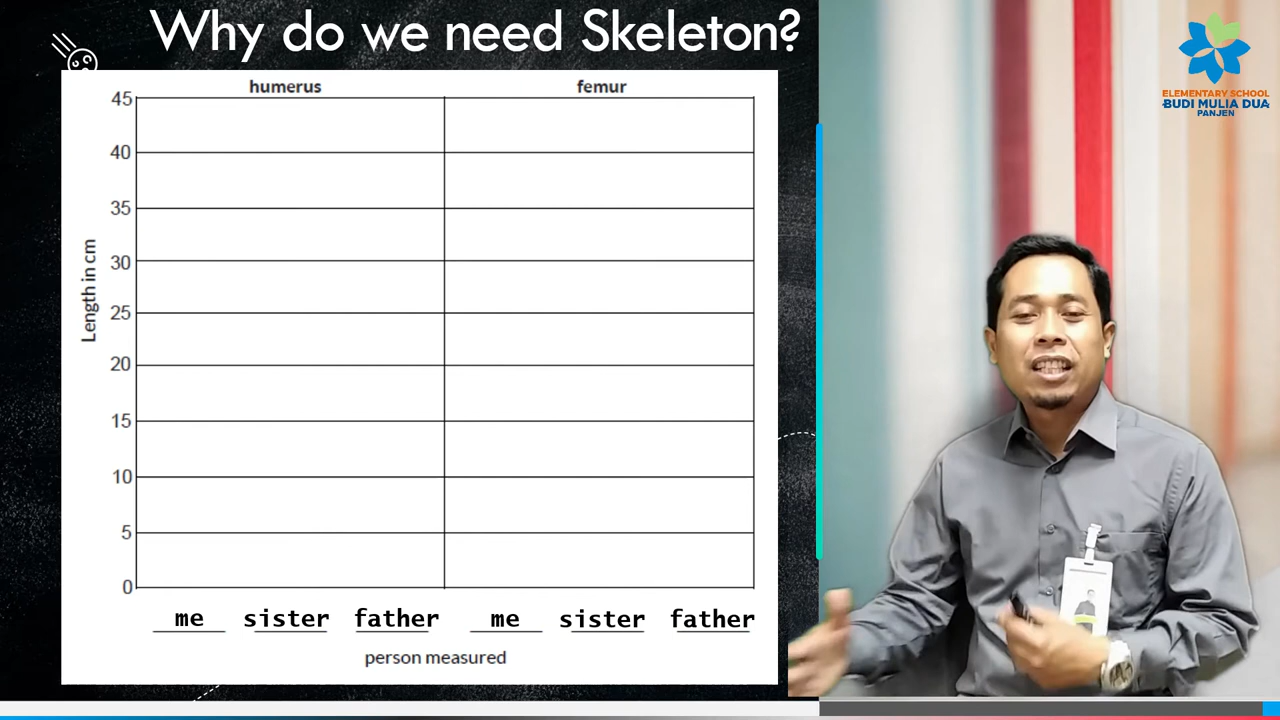 Why do we need Skeleton?
humerus femur
45
40
35
30
25
20
15
10
5
0
Length in cm
me sister father me sister father
person measured
ELEMENTARY SCHOOL
BUDI MULIA DUA
PANJEN